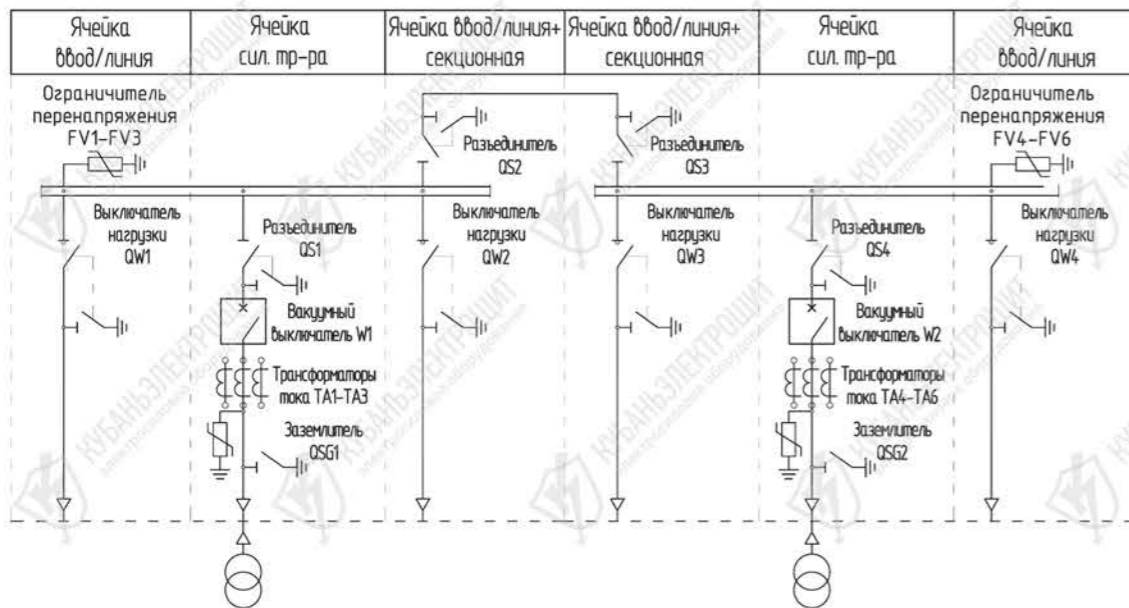 Ячейка
ввод/линия
Ячейка
сил. тр-ра
Ячейка ввод/линия+
секционная
Ячейка ввод/линия+
секционная
Ячейка
сил. тр-ра
Ячейка
ввод/линия
Ограничитель
перенапряжения
FV1-FV3
Разъединитель
QS2
Разъединитель
QS3
Ограничитель
перенапряжения
FV4-FV6
Выключатель
нагрузки
QW1
Разъединитель
QS1
Выключатель
нагрузки
QW2
Выключатель
нагрузки
QW3
Разъединитель
QS4
Выключатель
нагрузки
QW4
Вакуумный
выключатель W1
Вакуумный
выключатель W2
Трансформаторы
тока TA1-TA3
Трансформаторы
тока TA4-TA6
Заземлитель
QSG1
Заземлитель
QSG2
КУБАНЬЭЛЕКТРОЩИТ
электрощитовое оборудование